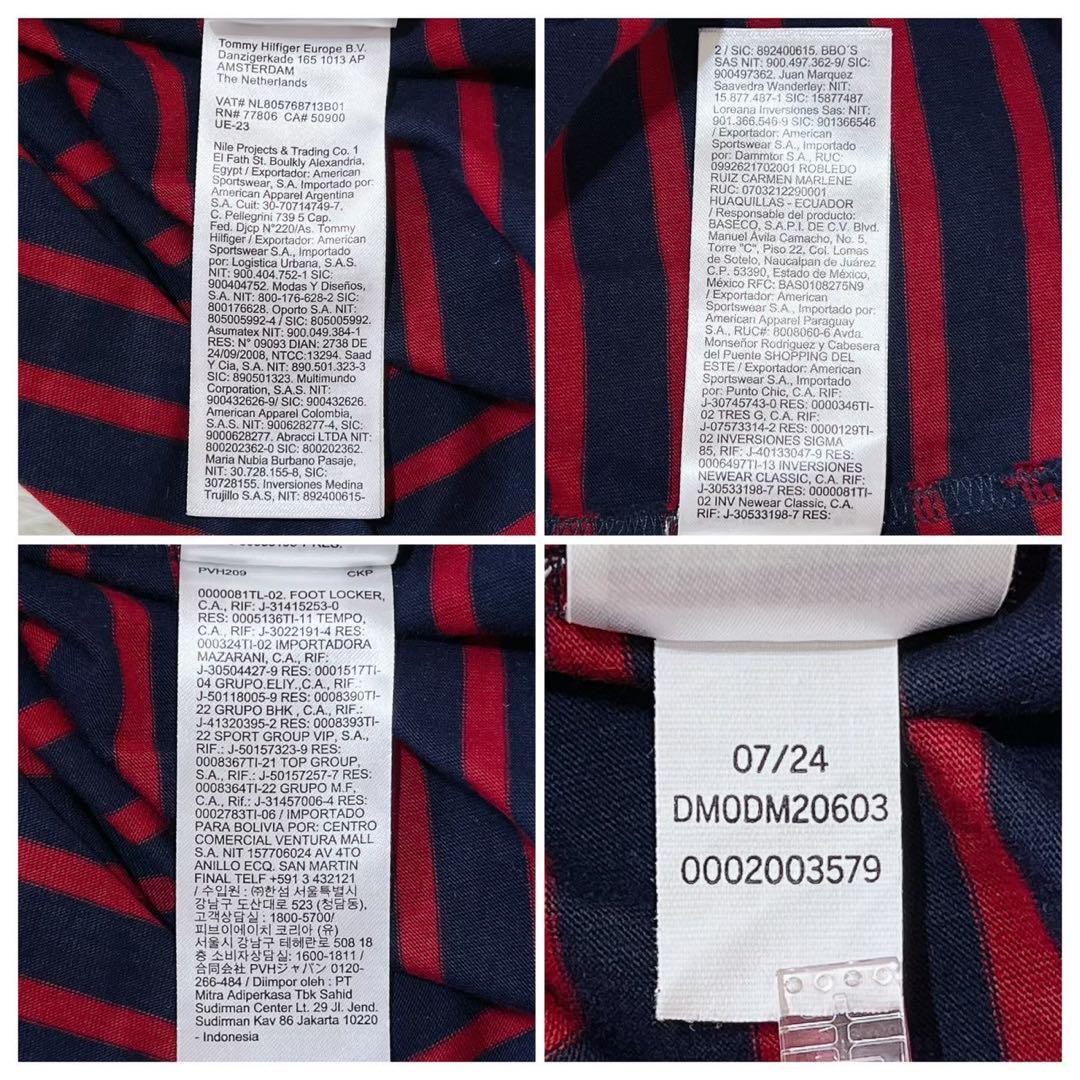 Tommy Hilfiger Europe B.V.
Danzigerkade 165 1013 AP
AMSTERDAM
The Netherlands
VAT# NL805768713B01
RN# 77806 CA# 50900
UE-23
Nile Projects & Trading Co. 1
El Fath St. Boulkly Alexandria,
Egypt / Exportador: American
Sportswear, S.A. Importado por:
American Apparel Argentina
S.A. Cuit: 30-70714749-7,
C. Pellegrini 739 5 Cap.
Fed. Djcp N°220/As. Tommy
Hilfiger / Exportador: American
Sportswear S.A., Importado
por: Logistica Urbana, S.A.S.
NIT: 900.404.752-1 SIC:
900404752. Modas Y Diseños,
S.A. NIT: 800-176-628-2 SIC:
800176628. Oporto S.A. NIT:
805005992-4 / SIC: 805005992.
Asumatex NIT: 900.049.384-1
RES: N° 09093 DIAN: 2738 DE
24/09/2008, NTCC:13294. Saad
Y Cia, S.A. NIT: 890.501.323-3
SIC: 890501323. Multimundo
Corporation, S.A.S. NIT:
900432626-9/ SIC: 900432626.
American Apparel Colombia,
S.A.S. NIT: 900628277-4, SIC:
9000628277. Abracci LTDA NIT:
800202362-0 SIC: 800202362.
Maria Nubia Burbano Pasaje,
NIT: 30.728.155-8, SIC:
30728155. Inversiones Medina
Trujillo S.A.S, NIT: 892400615-
2 / SIC: 892400615. BBO´S
SAS NIT: 900.497.362-9/ SIC:
900497362. Juan Marquez
Saavedra Wanderley: NIT:
15.877.487-1 SIC: 15877487
Loreana Inversiones Sas: NIT:
901.366.546-9 SIC: 901366546
/ Exportador: American
Sportswear S.A., Importado
por: Dammtor S.A., RUC:
0992621702001 ROBLEDO
RUIZ CARMEN MARLENE
RUC: 0703212290001
HUAQUILLAS - ECUADOR
/ Responsable del producto:
BASECO, S.A.P.I. DE C.V. Blvd.
Manuel Ávila Camacho, No. 5,
Torre "C", Piso 22, Col. Lomas
de Sotelo, Naucalpan de Juárez
C.P. 53390, Estado de México,
México RFC: BAS0108275N9
/ Exportador: American
Sportswear S.A., Importado
por: American Apparel Paraguay
S.A., RUC#: 8008060-6 Avda.
Monseñor Rodriguez y Cabesera
del Puente SHOPPING DEL
ESTE / Exportador: American
Sportswear S.A., Importado
por: Punto Chic, C.A. RIF:
J-30745743-0 RES: 0000346TI-
02 TRES G, C.A. RIF:
J-07573314-2 RES: 0000129TI-
02 INVERSIONES SIGMA
85, RIF: J-40133047-9 RES:
0006497TI-13 INVERSIONES
NEWEAR CLASSIC, C.A. RIF:
J-30533198-7 RES: 0000081TI-
02 INV Newear Classic, C.A.
RIF: J-30533198-7 RES:
PVH209 CKP
0000081TL-02. FOOT LOCKER,
C.A., RIF: J-31415253-0
RES: 0005136TI-11 TEMPO,
C.A., RIF: J-3022191-4 RES:
000324TI-02 IMPORTADORA
MAZARANI, C.A., RIF:
J-30504427-9 RES: 0001517TI-
04 GRUPO.ELIY.,C.A., RIF.:
J-50118005-9 RES: 0008390TI-
22 GRUPO BHK , C.A., RIF.:
J-41320395-2 RES: 0008393TI-
22 SPORT GROUP VIP, S.A.,
RIF.: J-50157323-9 RES:
0008367TI-21 TOP GROUP,
S.A., RIF.: J-50157257-7 RES:
0008364TI-22 GRUPO M.F,
C.A., Rif.: J-31457006-4 RES:
0002783TI-06 / IMPORTADO
PARA BOLIVIA POR: CENTRO
COMERCIAL VENTURA MALL
S.A. NIT 157706024 AV 4TO
ANILLO ECQ. SAN MARTIN
FINAL TELF +591 3 432121
/ 수입원 : ㈜한섬 서울특별시
강남구 도산대로 523 (청담동),
고객상담실 : 1800-5700/
피브이에이치 코리아 (유)
서울시 강남구 테헤란로 508 18
층 소비자상담실: 1600-1811 /
合同会社 PVHジャパン 0120-
266-484 / Diimpor oleh : PT
Mitra Adiperkasa Tbk Sahid
Sudirman Center Lt. 29 Jl. Jend.
Sudirman Kav 86 Jakarta 10220
- Indonesia
07/24
DM0DM20603
0002003579